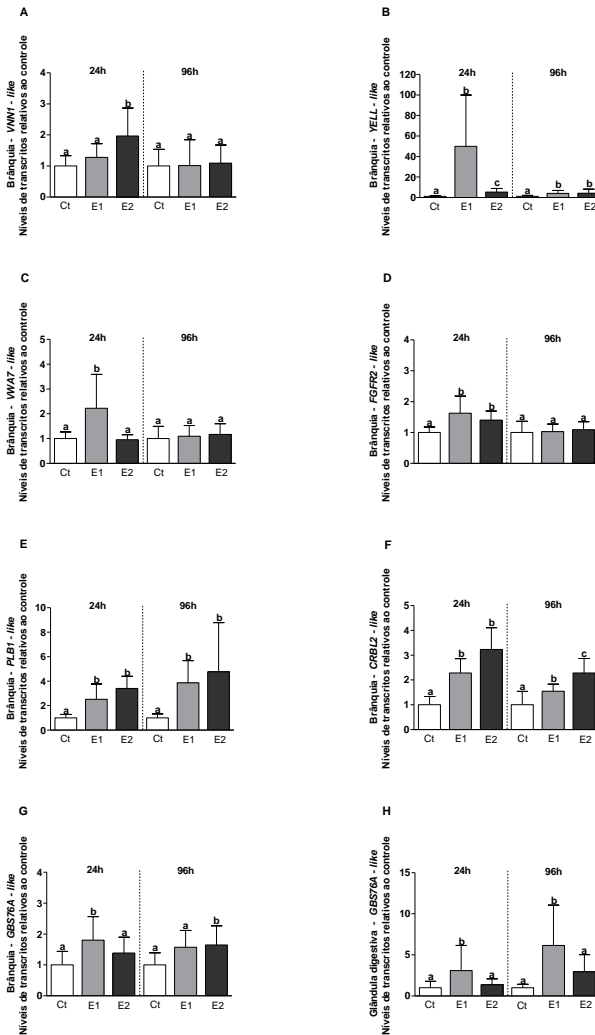 A
Brânquia - VNN1 - like
Níveis de transcritos relativos ao controle
24h 96h
4
3
2
1
0
a a b a a a
Ct E1 E2 Ct E1 E2
B
Brânquia - YELL - like
Níveis de transcritos relativos ao controle
24h 96h
120
100
80
60
40
20
0
a b c a b b
Ct E1 E2 Ct E1 E2
C
Brânquia - VWA7 - like
Níveis de transcritos relativos ao controle
24h 96h
5
4
3
2
1
0
a b a a a a
Ct E1 E2 Ct E1 E2
D
Brânquia - FGFR2 - like
Níveis de transcritos relativos ao controle
24h 96h
4
3
2
1
0
a b b a a a
Ct E1 E2 Ct E1 E2
E
Brânquia - PLB1 - like
Níveis de transcritos relativos ao controle
24h 96h
10
8
6
4
2
0
a b b a b b
Ct E1 E2 Ct E1 E2
F
Brânquia - CRBL2 - like
Níveis de transcritos relativos ao controle
24h 96h
5
4
3
2
1
0
a b b a b c
Ct E1 E2 Ct E1 E2
G
Brânquia - GBS76A - like
Níveis de transcritos relativos ao controle
24h 96h
4
3
2
1
0
a b a a a b
Ct E1 E2 Ct E1 E2
H
Glândula digestiva - GBS76A - like
Níveis de transcritos relativos ao controle
24h 96h
15
10
5
0
a b a a b a
Ct E1 E2 Ct E1 E2